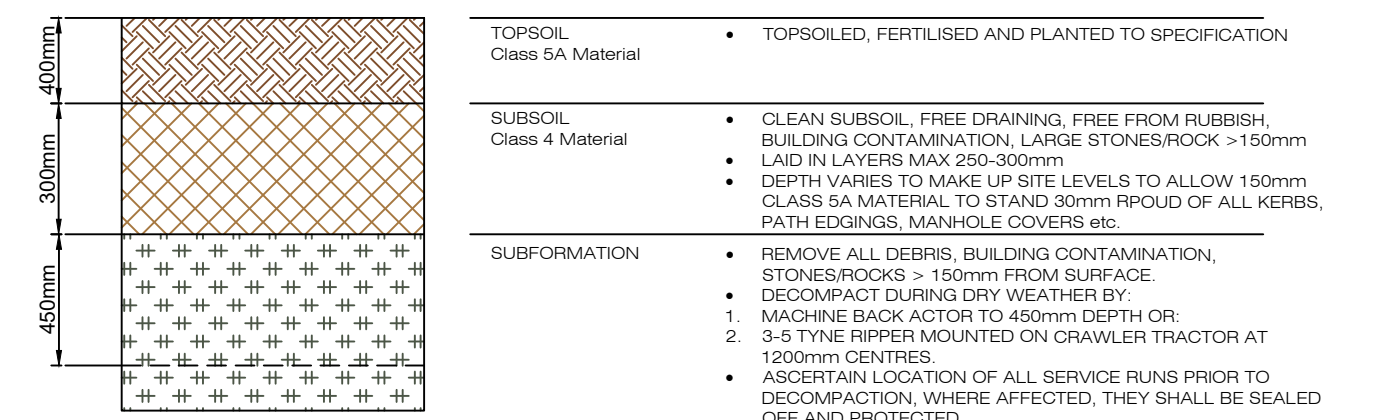 400mm
300mm
450mm
TOPSOIL
Class 5A Material
• TOPSOILED, FERTILISED AND PLANTED TO SPECIFICATION
SUBSOIL
Class 4 Material
• CLEAN SUBSOIL, FREE DRAINING, FREE FROM RUBBISH,
BUILDING CONTAMINATION, LARGE STONES/ROCK >150mm
• LAID IN LAYERS MAX 250-300mm
• DEPTH VARIES TO MAKE UP SITE LEVELS TO ALLOW 150mm
CLASS 5A MATERIAL TO STAND 30mm RPOUD OF ALL KERBS,
PATH EDGINGS, MANHOLE COVERS etc.
SUBFORMATION
• REMOVE ALL DEBRIS, BUILDING CONTAMINATION,
STONES/ROCKS > 150mm FROM SURFACE.
• DECOMPACT DURING DRY WEATHER BY:
1. MACHINE BACK ACTOR TO 450mm DEPTH OR:
2. 3-5 TYNE RIPPER MOUNTED ON CRAWLER TRACTOR AT
1200mm CENTRES.
• ASCERTAIN LOCATION OF ALL SERVICE RUNS PRIOR TO
DECOMPACTION, WHERE AFFECTED, THEY SHALL BE SEALED
OFF AND PROTECTED